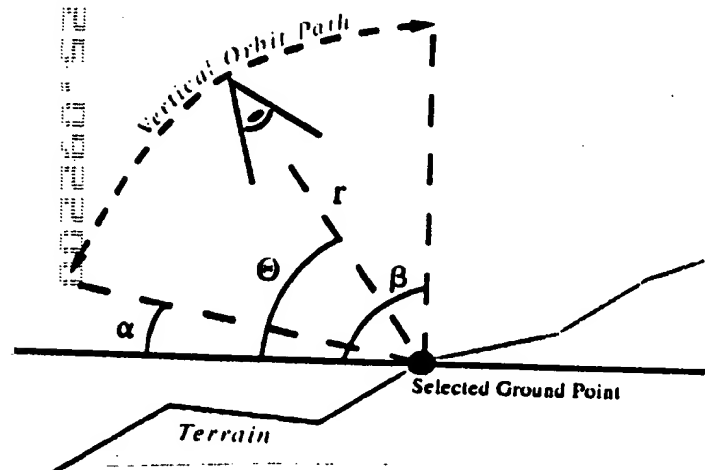 Vertical Orbit Path
r
Θ
β
α
Selected Ground Point
Terrain